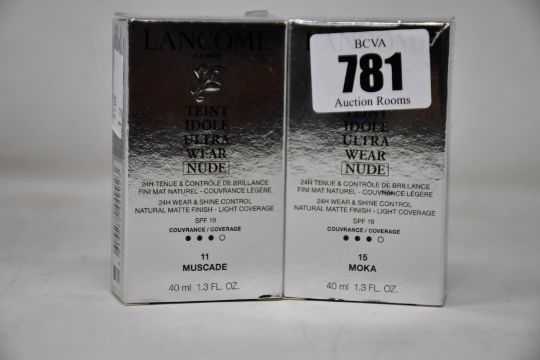 LANCÔME
PARIS
TEINT
IDOLE
ULTRA
WEAR
NUDE
24H TENUE & CONTRÔLE DE BRILLANCE
FINI MAT NATUREL - COUVRANCE LÉGÈRE
24H WEAR & SHINE CONTROL
NATURAL MATTE FINISH - LIGHT COVERAGE
SPF 19
COUVRANCE / COVERAGE
11
MUSCADE
40 ml 1.3 FL. OZ.
BCVA
781
Auction Rooms
TEINT
IDOLE
ULTRA
WEAR
NUDE
24H TENUE & CONTRÔLE DE BRILLANCE
FINI MAT NATUREL - COUVRANCE LÉGÈRE
24H WEAR & SHINE CONTROL
NATURAL MATTE FINISH - LIGHT COVERAGE
SPF 19
COUVRANCE / COVERAGE
15
MOKA
40 ml 1.3 FL. OZ.